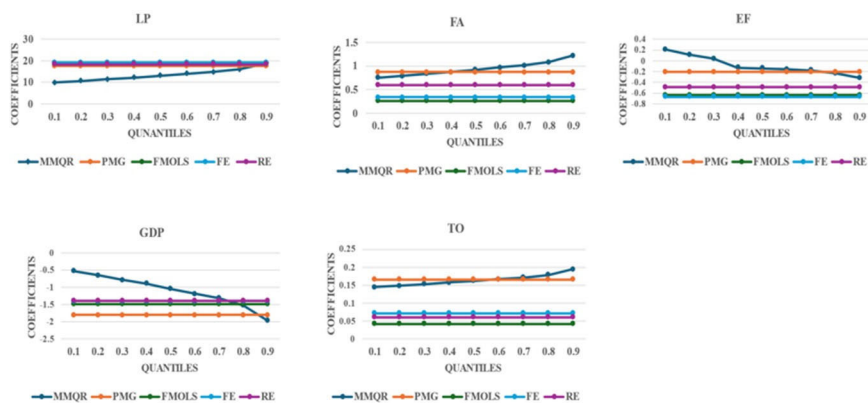 LP
30
20
10
0
COEFFICIENTS
0.1 0.2 0.3 0.4 0.5 0.6 0.7 0.8 0.9
QUNANTILES
MMQR PMG FMOLS FE RE
FA
1.5
1
0.5
0
COEFFICIENTS
0.1 0.2 0.3 0.4 0.5 0.6 0.7 0.8 0.9
QUANTILES
MMQR PMG FMOLS FE RE
EF
0.4
0.2
0
-0.2
-0.4
-0.6
-0.8
COEFFICIENTS
0.1 0.2 0.3 0.4 0.5 0.6 0.7 0.8 0.9
QUANTILES
MMQR PMG FMOLS FE RE
GDP
0
-0.5
-1
-1.5
-2
-2.5
COEFFICIENTS
0.1 0.2 0.3 0.4 0.5 0.6 0.7 0.8 0.9
QUANTILES
MMQR PMG FMOLS FE RE
TO
0.25
0.2
0.15
0.1
0.05
0
COEFFICIENTS
0.1 0.2 0.3 0.4 0.5 0.6 0.7 0.8 0.9
QUANTILES
MMQR PMG FMOLS FE RE